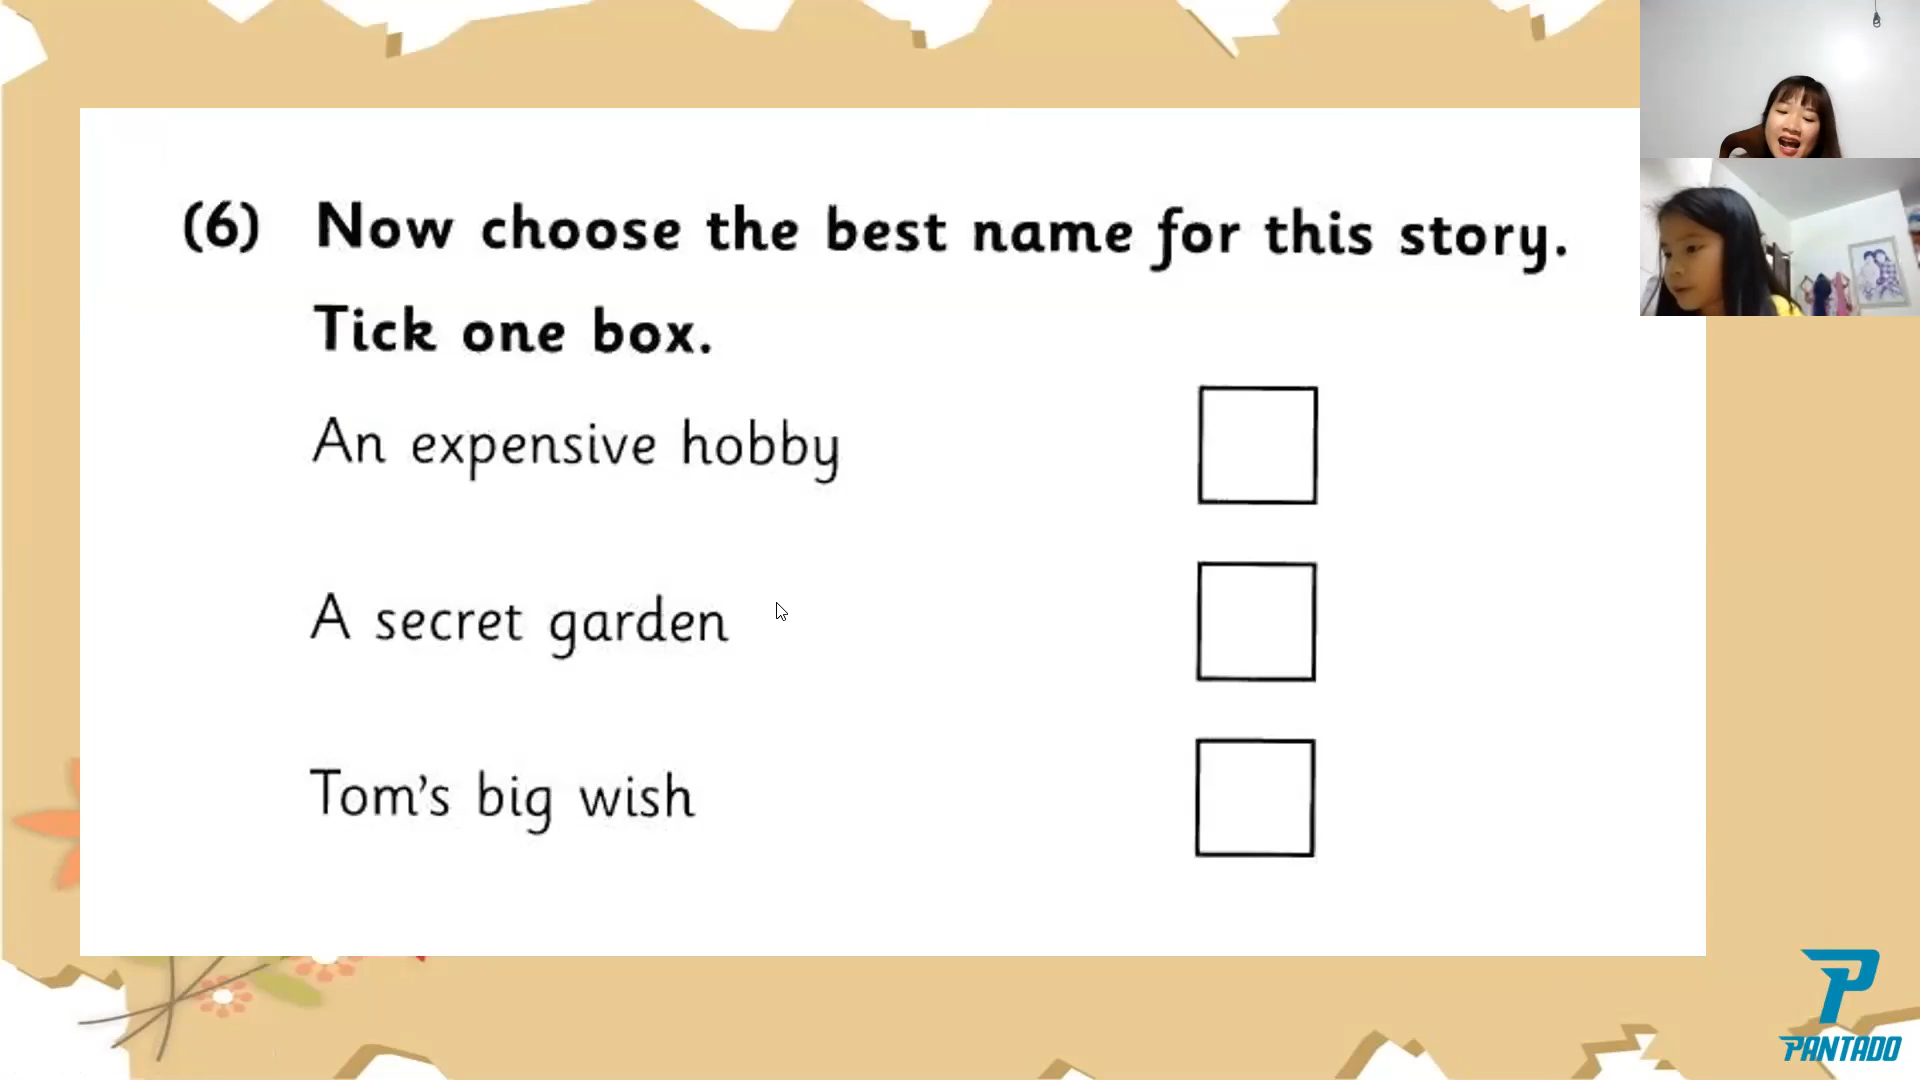 (6) Now choose the best name for this story.
Tick one box.
An expensive hobby
A secret garden
Tom's big wish
PANTADO